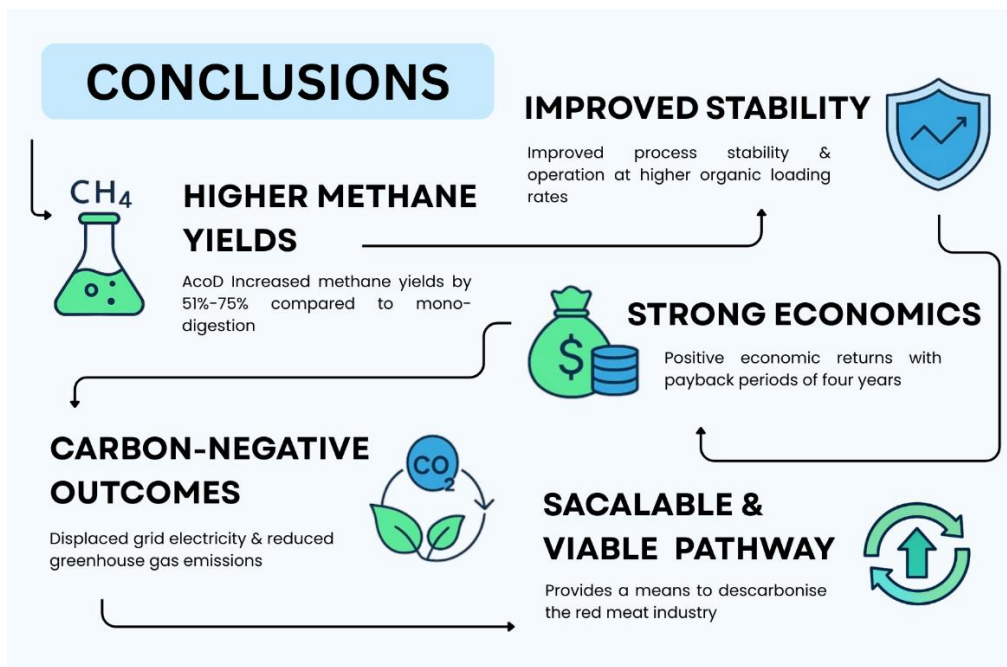 CONCLUSIONS
CH4
HIGHER METHANE
YIELDS
AcoD Increased methane yields by
51%-75% compared to mono-
digestion
IMPROVED STABILITY
Improved process stability &
operation at higher organic loading
rates
$
STRONG ECONOMICS
Positive economic returns with
payback periods of four years
CARBON-NEGATIVE
OUTCOMES
CO2
Displaced grid electricity & reduced
greenhouse gas emissions
SACALABLE &
VIABLE PATHWAY
Provides a means to descarbonise
the red meat industry